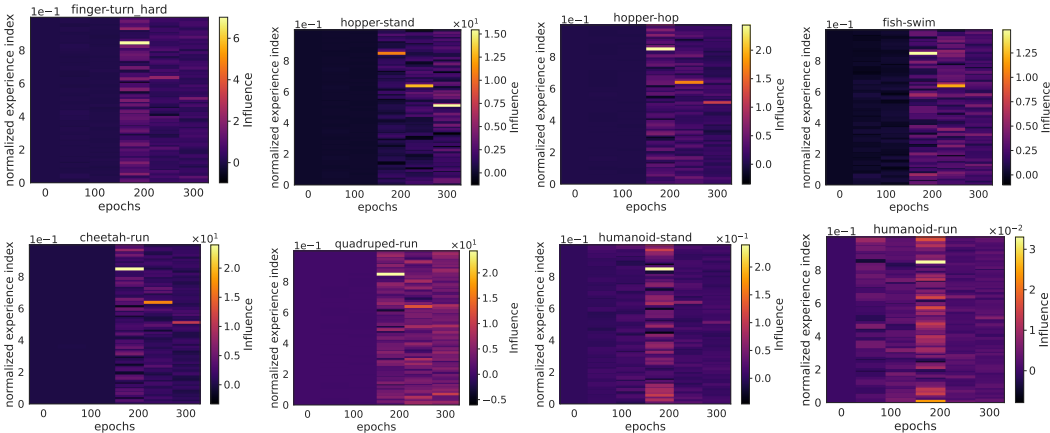 finger-turn_hard
1e−1
normalized experience index
8
6
4
2
0
0 100 200 300
epochs
6
4
2
0
Influence
hopper-stand
1e−1
×10¹
normalized experience index
8
6
4
2
0
0 100 200 300
epochs
1.50
1.25
1.00
0.75
0.50
0.25
0.00
Influence
hopper-hop
1e−1
normalized experience index
8
6
4
2
0
0 100 200 300
epochs
2.0
1.5
1.0
0.5
0.0
Influence
fish-swim
1e−1
normalized experience index
8
6
4
2
0
0 100 200 300
epochs
1.25
1.00
0.75
0.50
0.25
0.00
Influence
cheetah-run
1e−1
×10¹
normalized experience index
8
6
4
2
0
0 100 200 300
epochs
2.0
1.5
1.0
0.5
0.0
Influence
quadruped-run
1e−1
×10¹
normalized experience index
8
6
4
2
0
0 100 200 300
epochs
2.0
1.5
1.0
0.5
0.0
−0.5
Influence
humanoid-stand
1e−1
×10⁻¹
normalized experience index
8
6
4
2
0
0 100 200 300
epochs
2.0
1.5
1.0
0.5
0.0
Influence
humanoid-run
1e−1
×10⁻²
normalized experience index
8
6
4
2
0
0 100 200 300
epochs
3
2
1
0
Influence